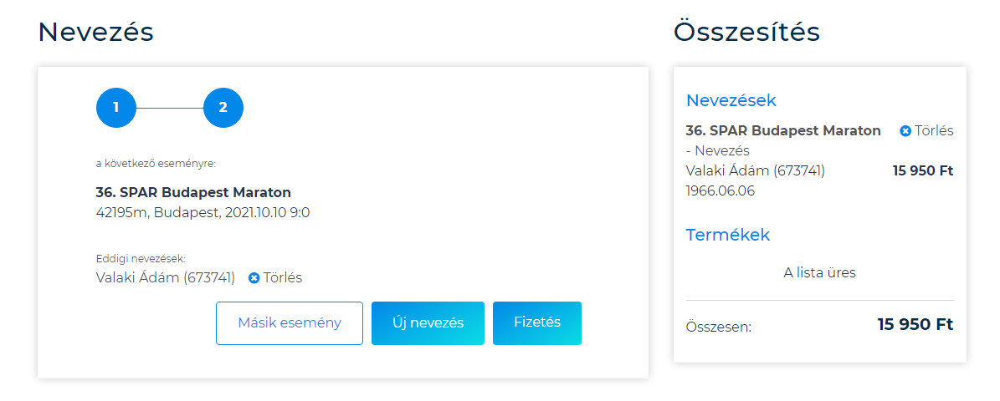 Nevezés
1
2
a következő eseményre:
36. SPAR Budapest Maraton
42195m, Budapest, 2021.10.10 9:0
Eddigi nevezések:
Valaki Ádám (673741) Törlés
Másik esemény
Új nevezés
Fizetés
Összesítés
Nevezések
36. SPAR Budapest Maraton Törlés
- Nevezés
Valaki Ádám (673741) 15 950 Ft
1966.06.06
Termékek
A lista üres
Összesen: 15 950 Ft